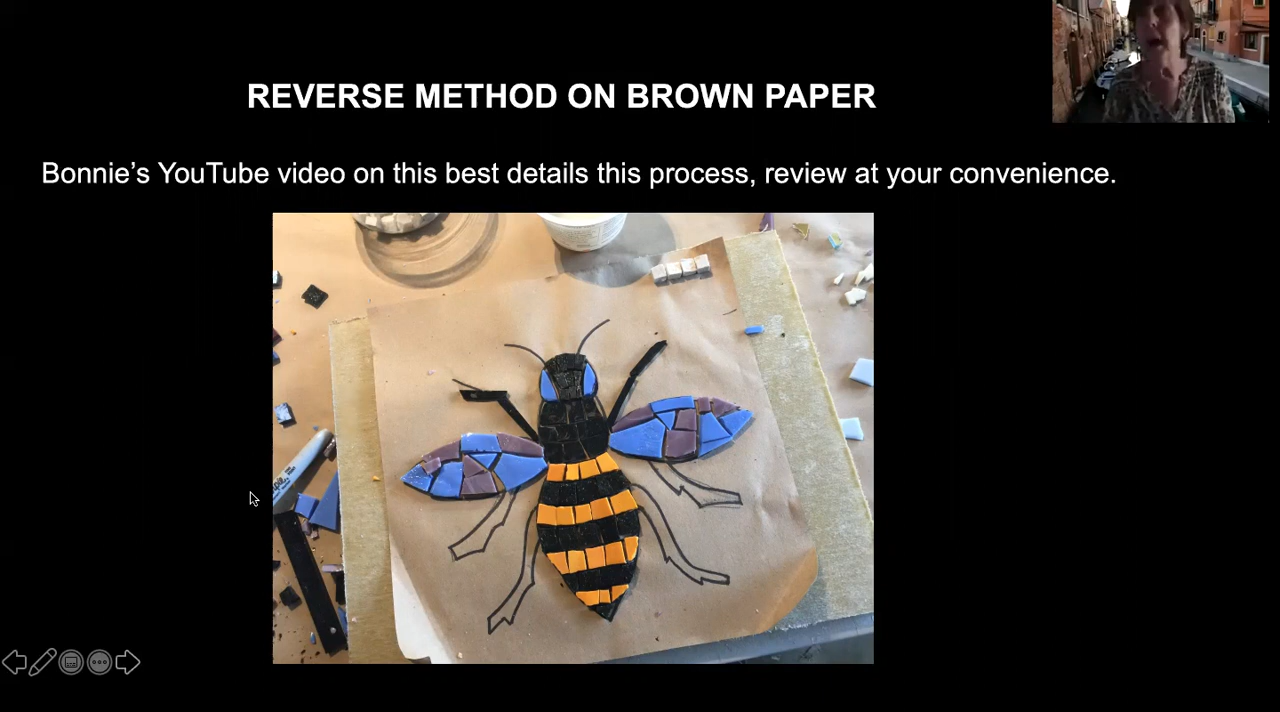 REVERSE METHOD ON BROWN PAPER
Bonnie’s YouTube video on this best details this process, review at your convenience.